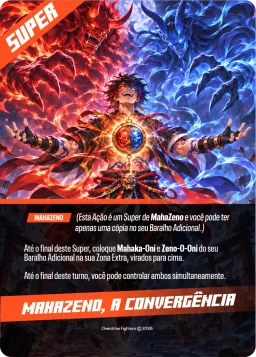 SUPER
MAHAZENO (Esta Ação é um Super de MahaZeno e você pode ter
apenas uma cópia no seu Baralho Adicional.)
Até o final deste Super, coloque Mahaka-Oni e Zeno-O-Oni do seu
Baralho Adicional na sua Zona Extra, virados para cima.
Até o final deste turno, você pode controlar ambos simultaneamente.
MAHAZENO, A CONVERGÊNCIA
Overdrive Fighters © 2026